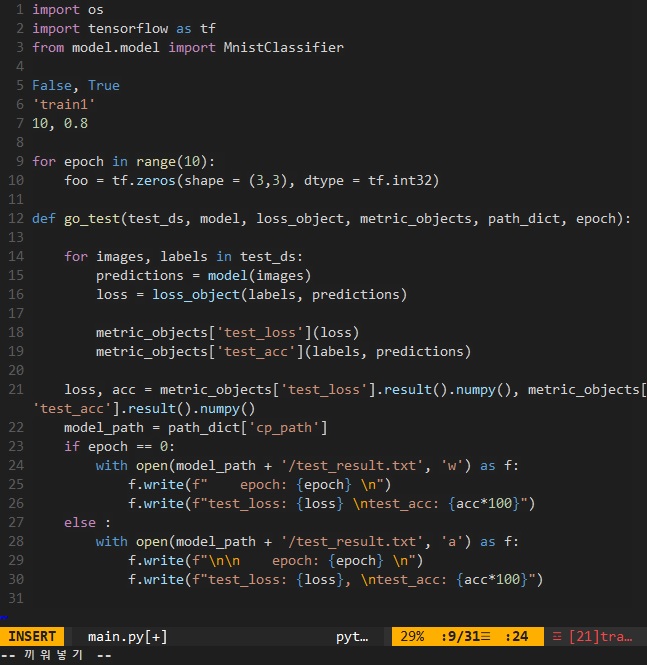 1 import os
2 import tensorflow as tf
3 from model.model import MnistClassifier
4
5 False, True
6 'train1'
7 10, 0.8
8
9 for epoch in range(10):
10     foo = tf.zeros(shape = (3,3), dtype = tf.int32)
11
12 def go_test(test_ds, model, loss_object, metric_objects, path_dict, epoch):
13
14     for images, labels in test_ds:
15         predictions = model(images)
16         loss = loss_object(labels, predictions)
17
18         metric_objects['test_loss'](loss)
19         metric_objects['test_acc'](labels, predictions)
20
21     loss, acc = metric_objects['test_loss'].result().numpy(), metric_objects[
'test_acc'].result().numpy()
22     model_path = path_dict['cp_path']
23     if epoch == 0:
24         with open(model_path + '/test_result.txt', 'w') as f:
25             f.write(f"    epoch: {epoch} \n")
26             f.write(f"test_loss: {loss} \ntest_acc: {acc*100}")
27     else :
28         with open(model_path + '/test_result.txt', 'a') as f:
29             f.write(f"\n\n    epoch: {epoch} \n")
30             f.write(f"test_loss: {loss}, \ntest_acc: {acc*100}")
31
~
INSERT main.py[+] pyt… 29% :9/31☰ :24 ☲ [21]tra…
-- 끼워넣기 --